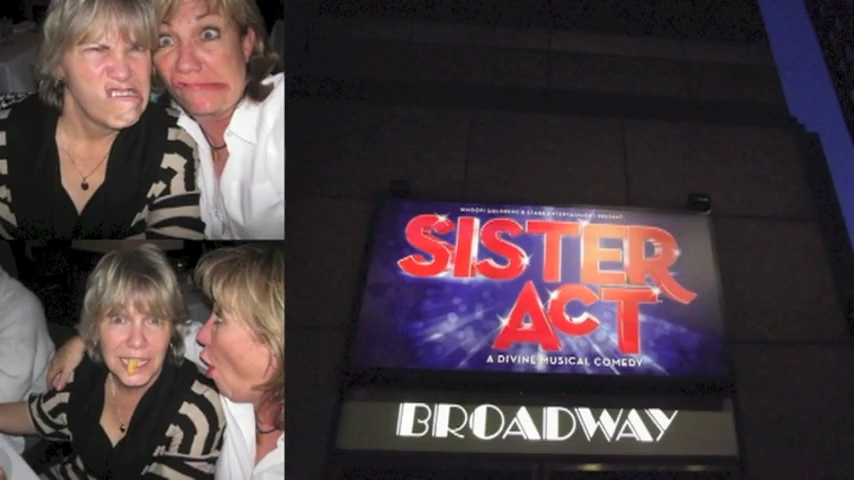 WHOOPI GOLDBERG & STAGE ENTERTAINMENT PRESENT
SISTER
ACT
A DIVINE MUSICAL COMEDY
BROADWAY